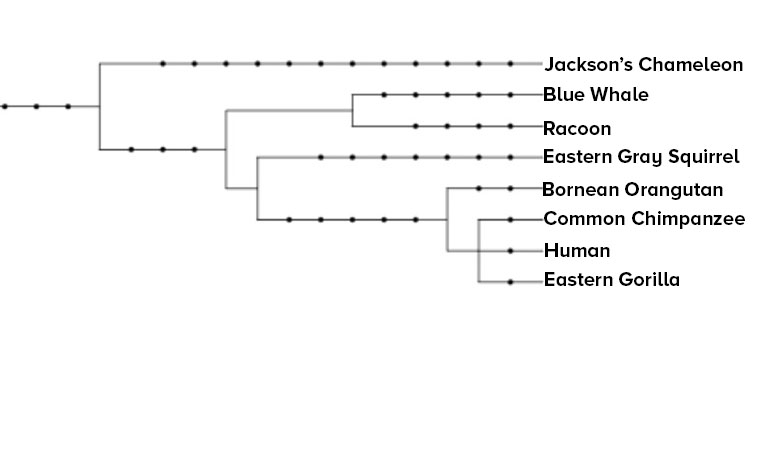 Jackson’s Chameleon
Blue Whale
Racoon
Eastern Gray Squirrel
Bornean Orangutan
Common Chimpanzee
Human
Eastern Gorilla